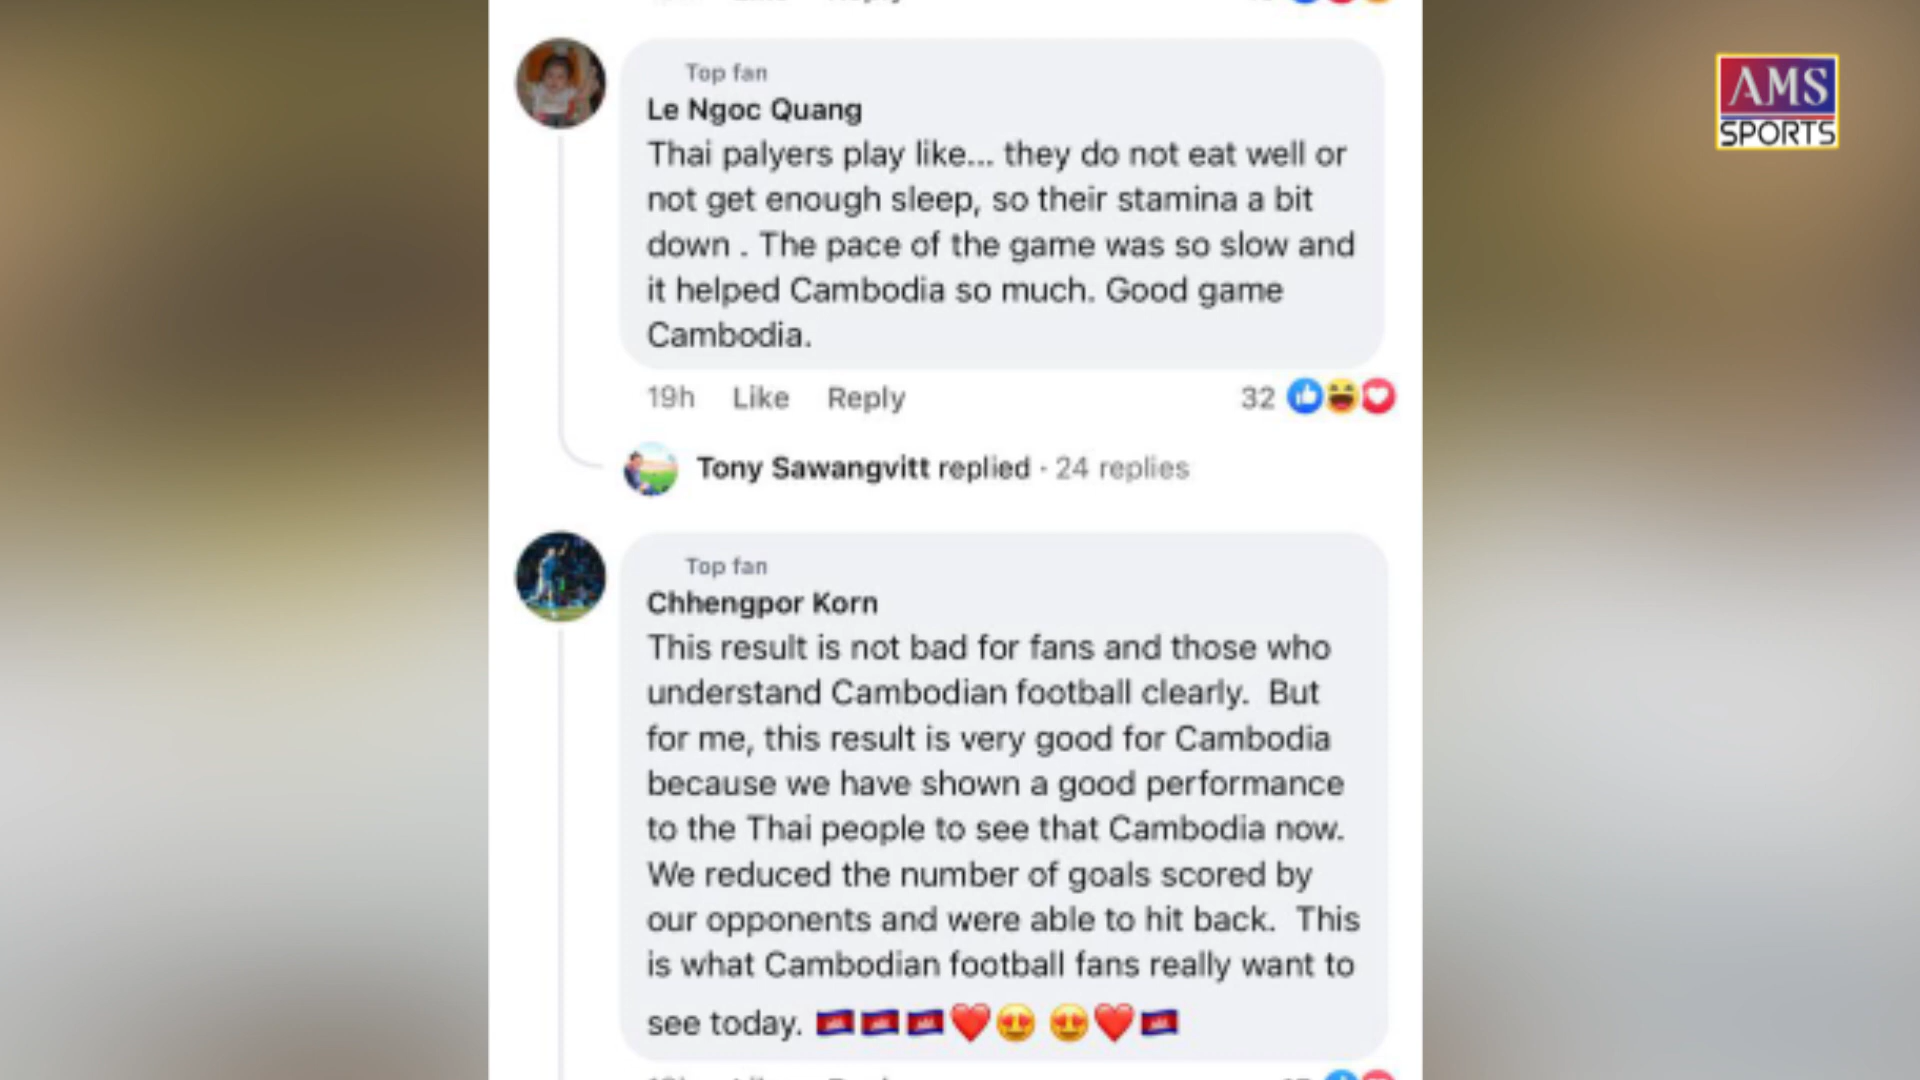 AMS
SPORTS
Top fan
Le Ngoc Quang
Thai palyers play like... they do not eat well or
not get enough sleep, so their stamina a bit
down . The pace of the game was so slow and
it helped Cambodia so much. Good game
Cambodia.
19h Like Reply 32
Tony Sawangvitt replied · 24 replies
Top fan
Chhengpor Korn
This result is not bad for fans and those who
understand Cambodian football clearly.  But
for me, this result is very good for Cambodia
because we have shown a good performance
to the Thai people to see that Cambodia now.
We reduced the number of goals scored by
our opponents and were able to hit back.  This
is what Cambodian football fans really want to
see today. 🇰🇭🇰🇭🇰🇭❤️😍 😍❤️🇰🇭